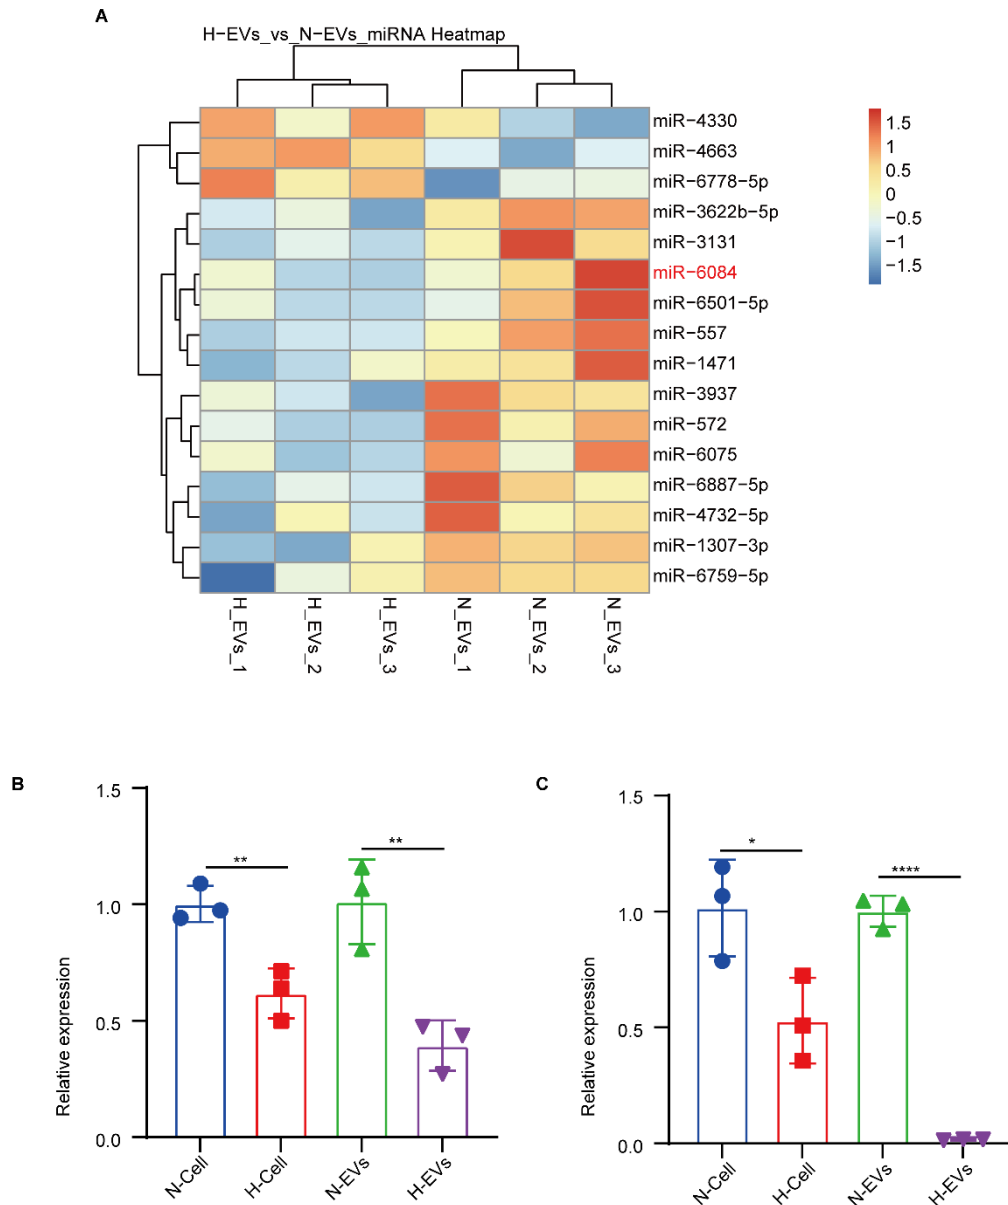 A
H−EVs_vs_N−EVs_miRNA Heatmap
miR−4330
miR−4663
miR−6778−5p
miR−3622b−5p
miR−3131
miR−6084
miR−6501−5p
miR−557
miR−1471
miR−3937
miR−572
miR−6075
miR−6887−5p
miR−4732−5p
miR−1307−3p
miR−6759−5p
1.5
1
0.5
0
−0.5
−1
−1.5
H_EVs_1
H_EVs_2
H_EVs_3
N_EVs_1
N_EVs_2
N_EVs_3
B
Relative expression
1.5
1.0
0.5
0.0
**
**
N-Cell
H-Cell
N-EVs
H-EVs
C
Relative expression
1.5
1.0
0.5
0.0
*
****
N-Cell
H-Cell
N-EVs
H-EVs